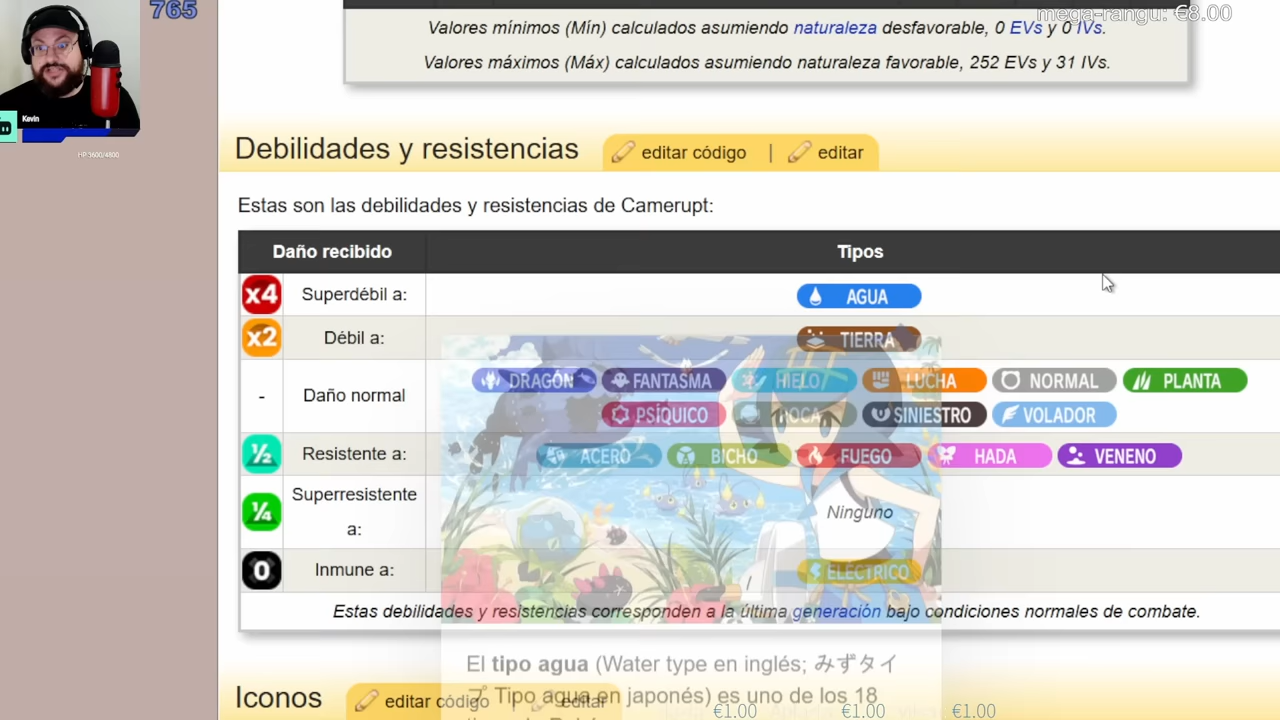 765
mega-rangu: €8.00
Valores mínimos (Mín) calculados asumiendo naturaleza desfavorable, 0 EVs y 0 IVs.
Valores máximos (Máx) calculados asumiendo naturaleza favorable, 252 EVs y 31 IVs.
Kevin
HP:3600/4800
Debilidades y resistencias
editar código | editar
Estas son las debilidades y resistencias de Camerupt:
Daño recibido Tipos
x4 Superdébil a: AGUA
x2 Débil a: TIERRA
- Daño normal DRAGÓN FANTASMA HIELO LUCHA NORMAL PLANTA
PSÍQUICO ROCA SINIESTRO VOLADOR
½ Resistente a: ACERO BICHO FUEGO HADA VENENO
¼ Superresistente a: Ninguno
0 Inmune a: ELÉCTRICO
Estas debilidades y resistencias corresponden a la última generación bajo condiciones normales de combate.
El tipo agua (Water type en inglés; みずタイ
プ Tipo agua en japonés) es uno de los 18
Iconos
editar código | editar
€1.00 €1.00 €1.00